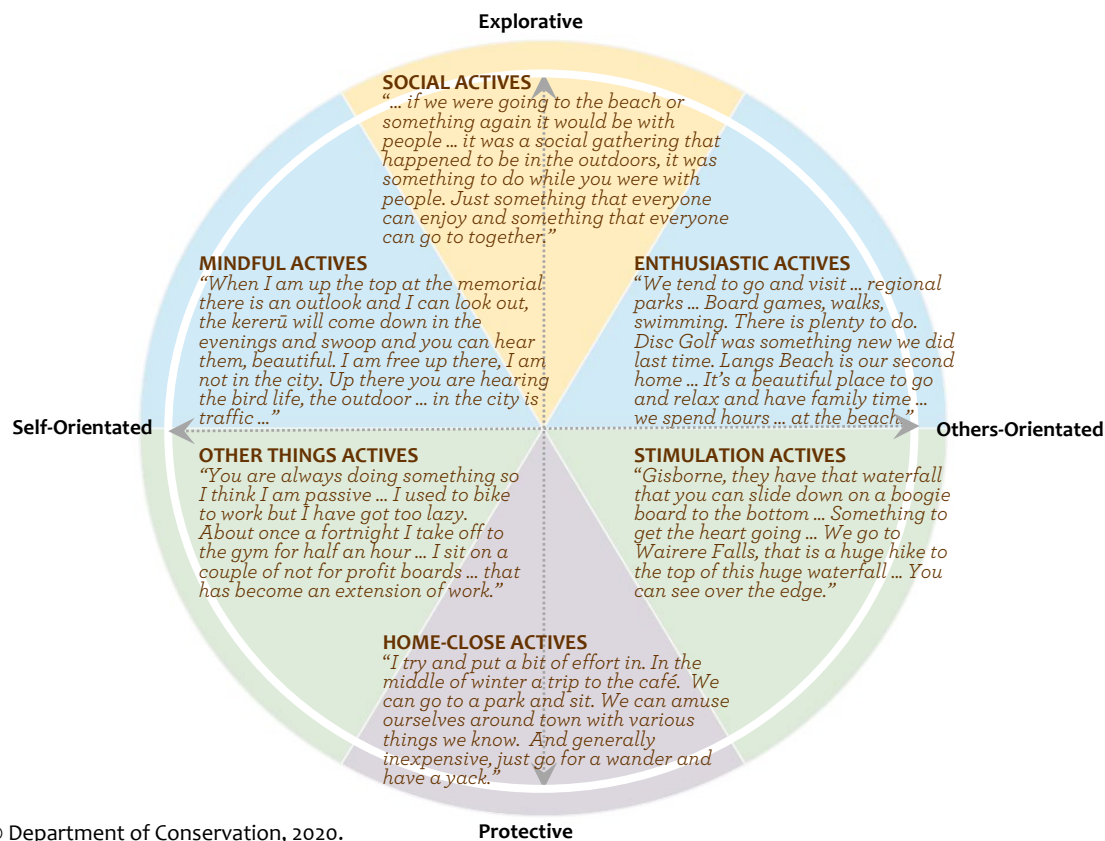 Explorative
SOCIAL ACTIVES
“... if we were going to the beach or
something again it would be with
people ... it was a social gathering that
happened to be in the outdoors, it was
something to do while you were with
people. Just something that everyone
can enjoy and something that everyone
can go to together.”
MINDFUL ACTIVES
“When I am up the top at the memorial
there is an outlook and I can look out,
the kererū will come down in the
evenings and swoop and you can hear
them, beautiful. I am free up there, I am
not in the city. Up there you are hearing
the bird life, the outdoor ... in the city is
traffic ...”
ENTHUSIASTIC ACTIVES
“We tend to go and visit ... regional
parks ... Board games, walks,
swimming. There is plenty to do.
Disc Golf was something new we did
last time. Langs Beach is our second
home ... It’s a beautiful place to go
and relax and have family time ...
we spend hours ... at the beach.”
Self-Orientated
Others-Orientated
OTHER THINGS ACTIVES
“You are always doing something so
I think I am passive ... I used to bike
to work but I have got too lazy.
About once a fortnight I take off to
the gym for half an hour ... I sit on a
couple of not for profit boards ... that
has become an extension of work.”
STIMULATION ACTIVES
“Gisborne, they have that waterfall
that you can slide down on a boogie
board to the bottom ... Something to
get the heart going ... We go to
Wairere Falls, that is a huge hike to
the top of this huge waterfall ... You
can see over the edge.”
HOME-CLOSE ACTIVES
“I try and put a bit of effort in. In the
middle of winter a trip to the café.  We
can go to a park and sit. We can amuse
ourselves around town with various
things we know.  And generally
inexpensive, just go for a wander and
have a yack.”
© Department of Conservation, 2020.
Protective